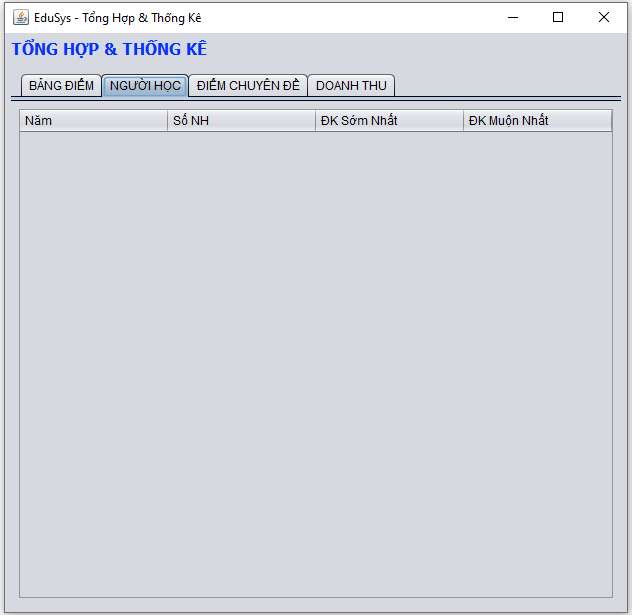 EduSys - Tổng Hợp & Thống Kê
TỔNG HỢP & THỐNG KÊ
BẢNG ĐIỂM NGƯỜI HỌC ĐIỂM CHUYÊN ĐỀ DOANH THU
Năm Số NH ĐK Sớm Nhất ĐK Muộn Nhất